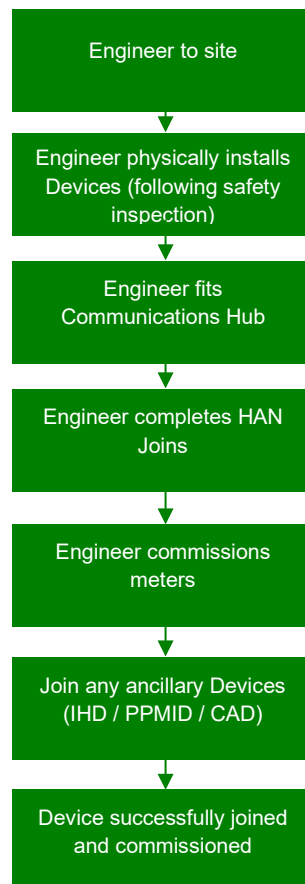 Engineer to site
Engineer physically installs
Devices (following safety
inspection)
Engineer fits
Communications Hub
Engineer completes HAN
Joins
Engineer commissions
meters
Join any ancillary Devices
(IHD / PPMID / CAD)
Device successfully joined
and commissioned